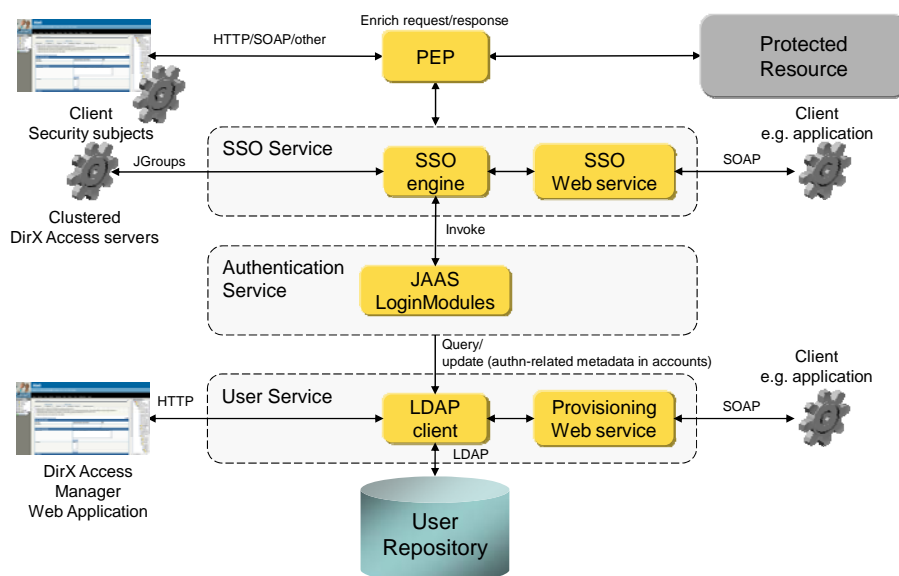 Enrich request/response
HTTP/SOAP/other
PEP
Protected
Resource
Client
Security subjects
Client
e.g. application
SSO Service
JGroups
SSO
engine
SSO
Web service
SOAP
Clustered
DirX Access servers
Invoke
Authentication
Service
JAAS
LoginModules
Query/
update (authn-related metadata in accounts)
Client
e.g. application
User Service
HTTP
LDAP
client
Provisioning
Web service
SOAP
LDAP
DirX Access
Manager
Web Application
User
Repository